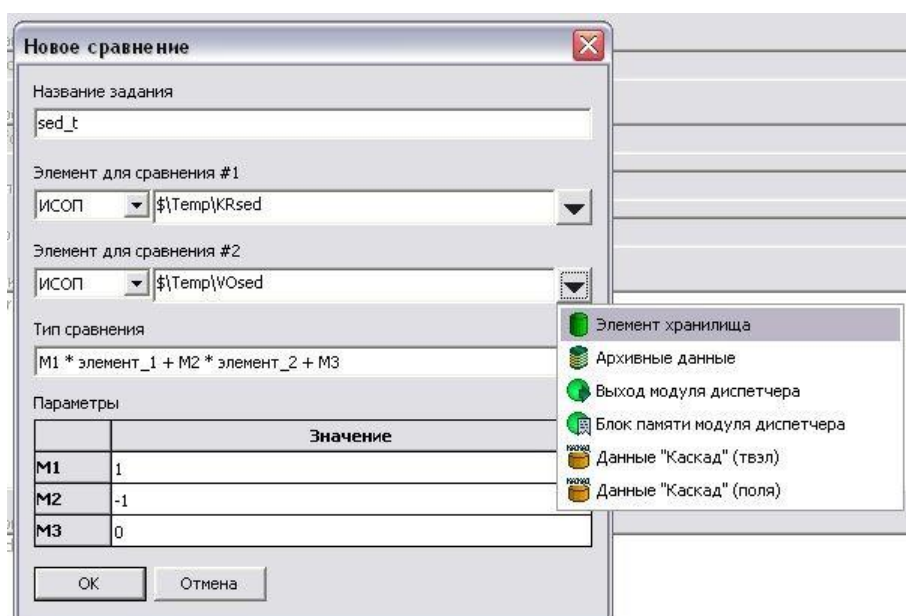 Новое сравнение
Название задания
sed_t
Элемент для сравнения #1
ИСОП $\Temp\KRsed
Элемент для сравнения #2
ИСОП $\Temp\VOsed
Тип сравнения
M1 * элемент_1 + M2 * элемент_2 + M3
Параметры
Значение
M1 1
M2 -1
M3 0
OK Отмена
Элемент хранилища
Архивные данные
Выход модуля диспетчера
Блок памяти модуля диспетчера
Данные "Каскад" (твэл)
Данные "Каскад" (поля)